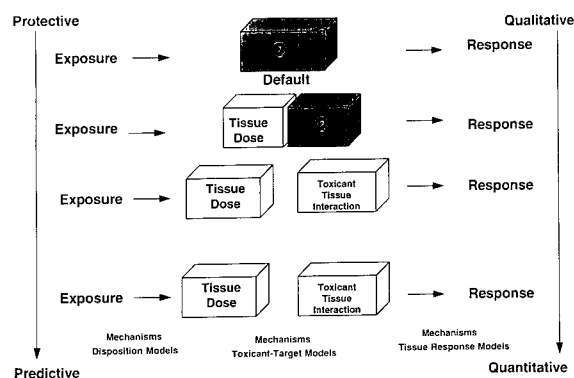 Protective
Qualitative
Exposure
?
Response
Default
Exposure
Tissue
Dose
?
Response
Exposure
Tissue
Dose
Toxicant
Tissue
Interaction
Response
Exposure
Tissue
Dose
Toxicant
Tissue
Interaction
Response
Mechanisms
Disposition Models
Mechanisms
Toxicant-Target Models
Mechanisms
Tissue Response Models
Predictive
Quantitative